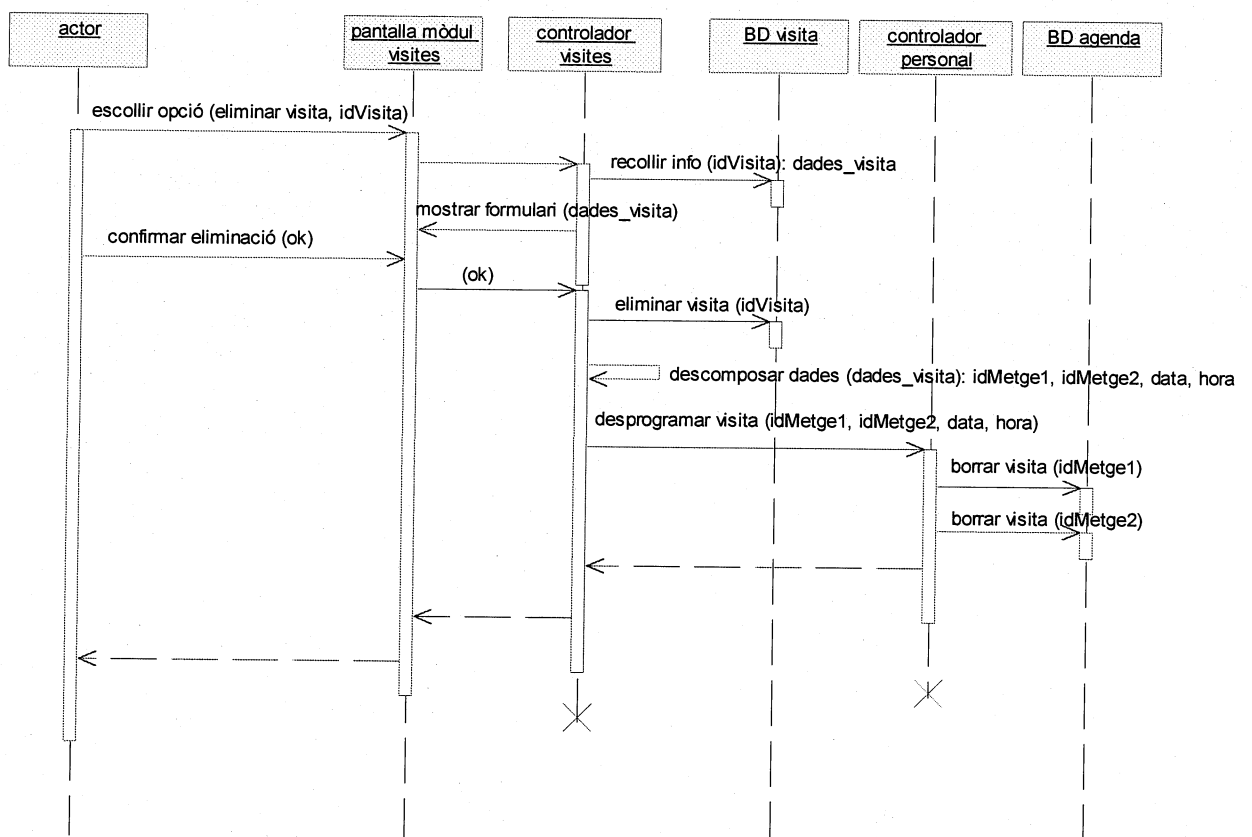 actor
pantalla mòdul
visites
controlador
visites
BD visita
controlador
personal
BD agenda
escollir opció (eliminar visita, idVisita)
recollir info (idVisita): dades_visita
mostrar formulari (dades_visita)
confirmar eliminació (ok)
(ok)
eliminar visita (idVisita)
descomposar dades (dades_visita): idMetge1, idMetge2, data, hora
desprogramar visita (idMetge1, idMetge2, data, hora)
borrar visita (idMetge1)
borrar visita (idMetge2)